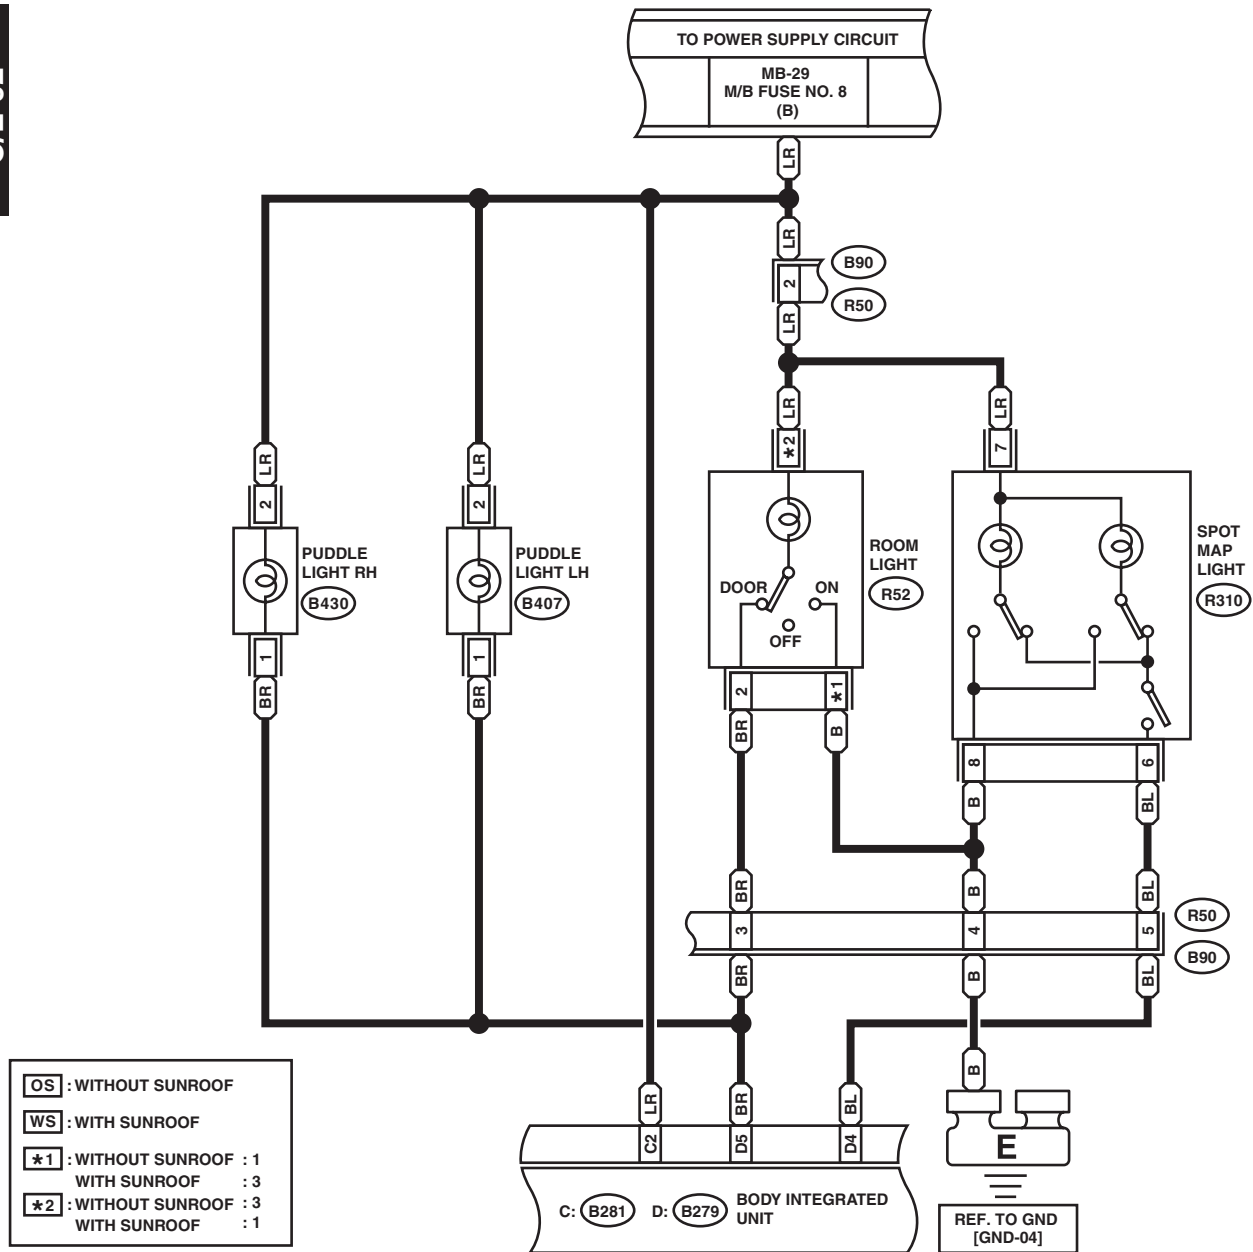 TO POWER SUPPLY CIRCUIT
MB-29
M/B FUSE NO. 8
(B)
LR
LR
2
B90
R50
LR
LR
LR
LR
LR
2
2
*2
7
PUDDLE
LIGHT RH
B430
PUDDLE
LIGHT LH
B407
DOOR
ON
OFF
ROOM
LIGHT
R52
SPOT
MAP
LIGHT
R310
1
1
2
*1
8
6
BR
BR
BR
B
B
BL
BR
B
BL
3
4
5
R50
B90
BR
B
BL
LR
BR
BL
B
C2
D5
D4
E
C: B281 D: B279
BODY INTEGRATED
UNIT
REF. TO GND
[GND-04]
OS : WITHOUT SUNROOF
WS : WITH SUNROOF
*1 : WITHOUT SUNROOF : 1
WITH SUNROOF : 3
*2 : WITHOUT SUNROOF : 3
WITH SUNROOF : 1